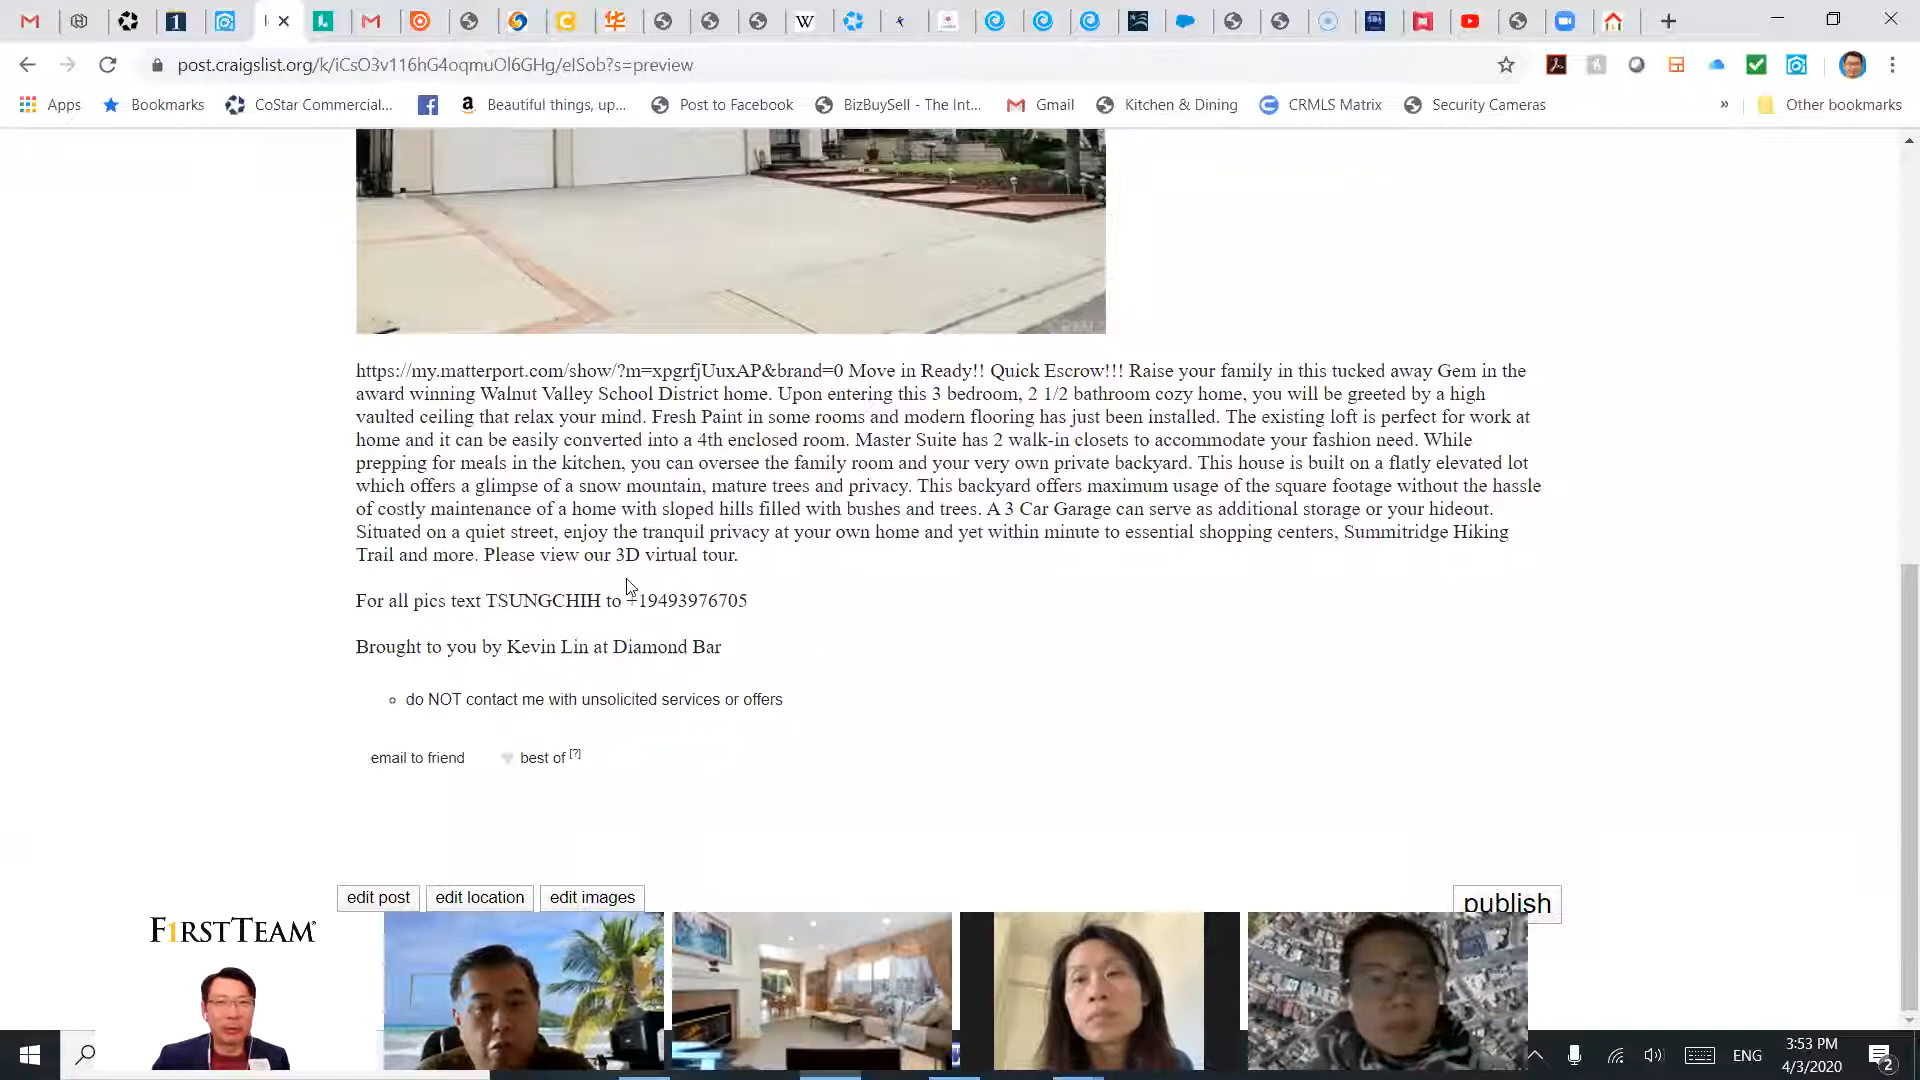 post.craigslist.org/k/iCsO3v116hG4oqmuOl6GHg/eISob?s=preview
Apps Bookmarks CoStar Commercial... Beautiful things, up... Post to Facebook BizBuySell - The Int... Gmail Kitchen & Dining CRMLS Matrix Security Cameras » Other bookmarks
https://my.matterport.com/show/?m=xpgrfjUuxAP&brand=0 Move in Ready!! Quick Escrow!!! Raise your family in this tucked away Gem in the
award winning Walnut Valley School District home. Upon entering this 3 bedroom, 2 1/2 bathroom cozy home, you will be greeted by a high
vaulted ceiling that relax your mind. Fresh Paint in some rooms and modern flooring has just been installed. The existing loft is perfect for work at
home and it can be easily converted into a 4th enclosed room. Master Suite has 2 walk-in closets to accommodate your fashion need. While
prepping for meals in the kitchen, you can oversee the family room and your very own private backyard. This house is built on a flatly elevated lot
which offers a glimpse of a snow mountain, mature trees and privacy. This backyard offers maximum usage of the square footage without the hassle
of costly maintenance of a home with sloped hills filled with bushes and trees. A 3 Car Garage can serve as additional storage or your hideout.
Situated on a quiet street, enjoy the tranquil privacy at your own home and yet within minute to essential shopping centers, Summitridge Hiking
Trail and more. Please view our 3D virtual tour.
For all pics text TSUNGCHIH to +19493976705
Brought to you by Kevin Lin at Diamond Bar
do NOT contact me with unsolicited services or offers
email to friend best of [?]
edit post edit location edit images publish
FIRSTTEAM
ENG
3:53 PM
4/3/2020
2